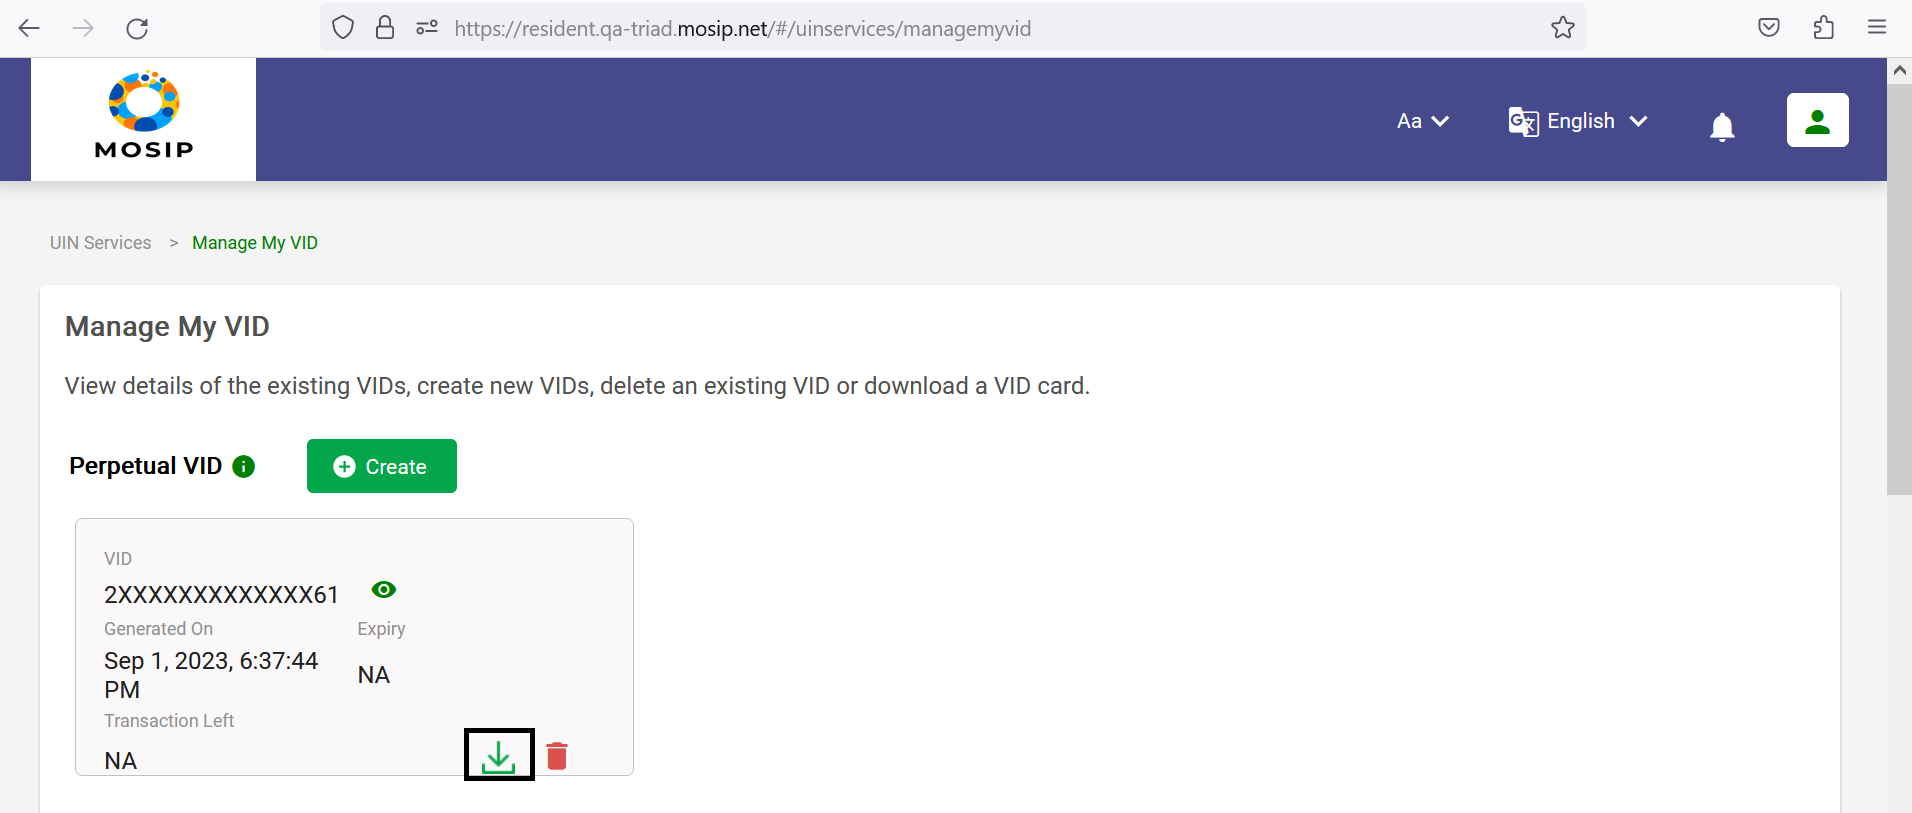 https://resident.qa-triad.mosip.net/#/uinservices/managemyvid
MOSIP
Aa
English
UIN Services > Manage My VID
Manage My VID
View details of the existing VIDs, create new VIDs, delete an existing VID or download a VID card.
Perpetual VID
Create
VID
2XXXXXXXXXXXXX61
Generated On Expiry
Sep 1, 2023, 6:37:44
PM
NA
Transaction Left
NA